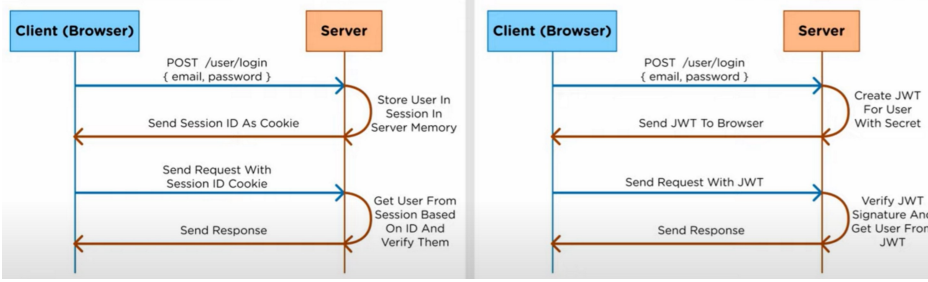 Client (Browser)
Server
POST /user/login
{ email, password }
Store User In
Session In
Server Memory
Send Session ID As Cookie
Send Request With
Session ID Cookie
Get User From
Session Based
On ID And
Verify Them
Send Response
Client (Browser)
Server
POST /user/login
{ email, password }
Create JWT
For User
With Secret
Send JWT To Browser
Send Request With JWT
Verify JWT
Signature And
Get User From
JWT
Send Response